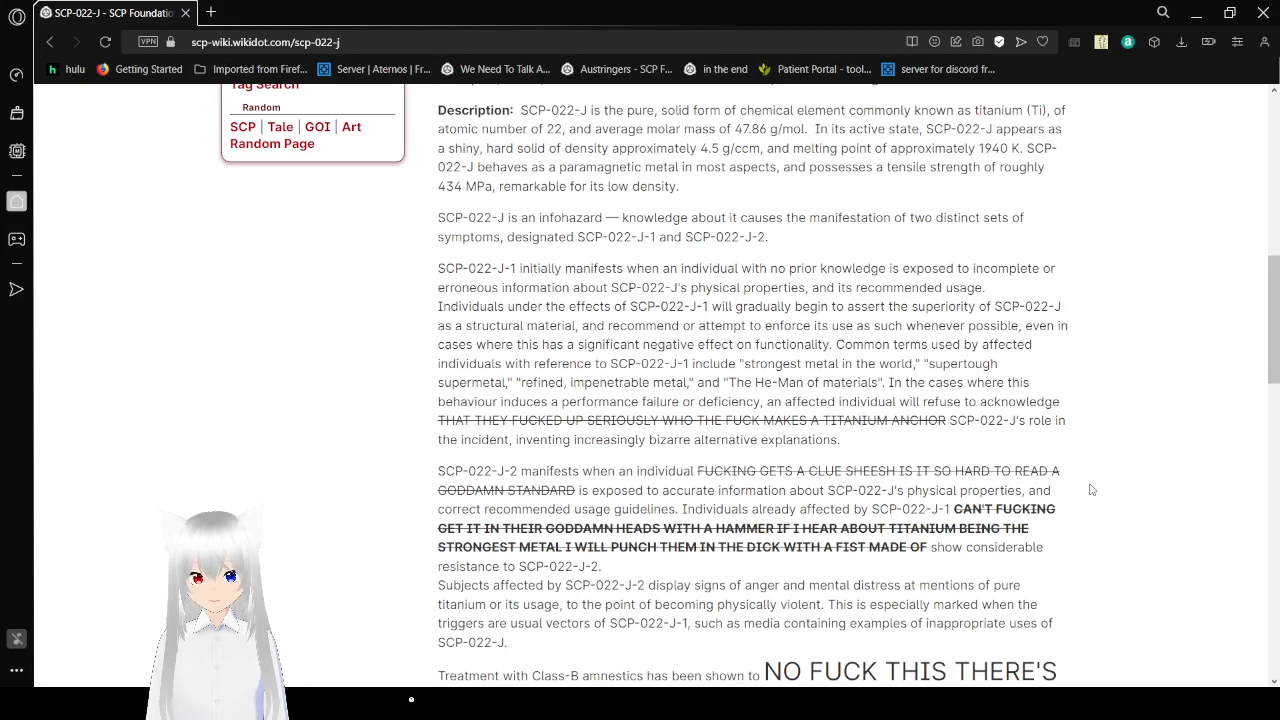 SCP-022-J - SCP Foundatio
VPN
scp-wiki.wikidot.com/scp-022-j
hulu
Getting Started
Imported from Firef...
Server | Aternos | Fr...
We Need To Talk A...
Austringers - SCP F...
in the end
Patient Portal - tool...
server for discord fr...
Tag Search
Random
SCP | Tale | GOI | Art
Random Page
Description: SCP-022-J is the pure, solid form of chemical element commonly known as titanium (Ti), of
atomic number of 22, and average molar mass of 47.86 g/mol. In its active state, SCP-022-J appears as
a shiny, hard solid of density approximately 4.5 g/ccm, and melting point of approximately 1940 K. SCP-
022-J behaves as a paramagnetic metal in most aspects, and possesses a tensile strength of roughly
434 MPa, remarkable for its low density.
SCP-022-J is an infohazard — knowledge about it causes the manifestation of two distinct sets of
symptoms, designated SCP-022-J-1 and SCP-022-J-2.
SCP-022-J-1 initially manifests when an individual with no prior knowledge is exposed to incomplete or
erroneous information about SCP-022-J's physical properties, and its recommended usage.
Individuals under the effects of SCP-022-J-1 will gradually begin to assert the superiority of SCP-022-J
as a structural material, and recommend or attempt to enforce its use as such whenever possible, even in
cases where this has a significant negative effect on functionality. Common terms used by affected
individuals with reference to SCP-022-J-1 include "strongest metal in the world," "supertough
supermetal," "refined, impenetrable metal," and "The He-Man of materials". In the cases where this
behaviour induces a performance failure or deficiency, an affected individual will refuse to acknowledge
THAT THEY FUCKED UP SERIOUSLY WHO THE FUCK MAKES A TITANIUM ANCHOR SCP-022-J's role in
the incident, inventing increasingly bizarre alternative explanations.
SCP-022-J-2 manifests when an individual FUCKING GETS A CLUE SHEESH IS IT SO HARD TO READ A
GODDAMN STANDARD is exposed to accurate information about SCP-022-J's physical properties, and
correct recommended usage guidelines. Individuals already affected by SCP-022-J-1 CAN'T FUCKING
GET IT IN THEIR GODDAMN HEADS WITH A HAMMER IF I HEAR ABOUT TITANIUM BEING THE
STRONGEST METAL I WILL PUNCH THEM IN THE DICK WITH A FIST MADE OF show considerable
resistance to SCP-022-J-2.
Subjects affected by SCP-022-J-2 display signs of anger and mental distress at mentions of pure
titanium or its usage, to the point of becoming physically violent. This is especially marked when the
triggers are usual vectors of SCP-022-J-1, such as media containing examples of inappropriate uses of
SCP-022-J.
Treatment with Class-B amnestics has been shown to NO FUCK THIS THERE'S